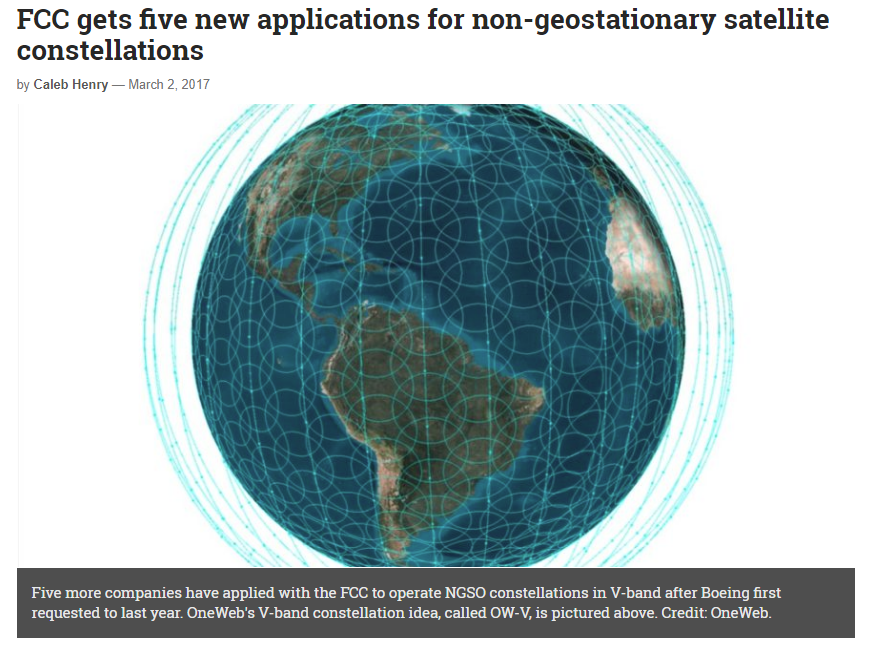 FCC gets five new applications for non-geostationary satellite
constellations
by Caleb Henry — March 2, 2017
Five more companies have applied with the FCC to operate NGSO constellations in V-band after Boeing first
requested to last year. OneWeb's V-band constellation idea, called OW-V, is pictured above. Credit: OneWeb.